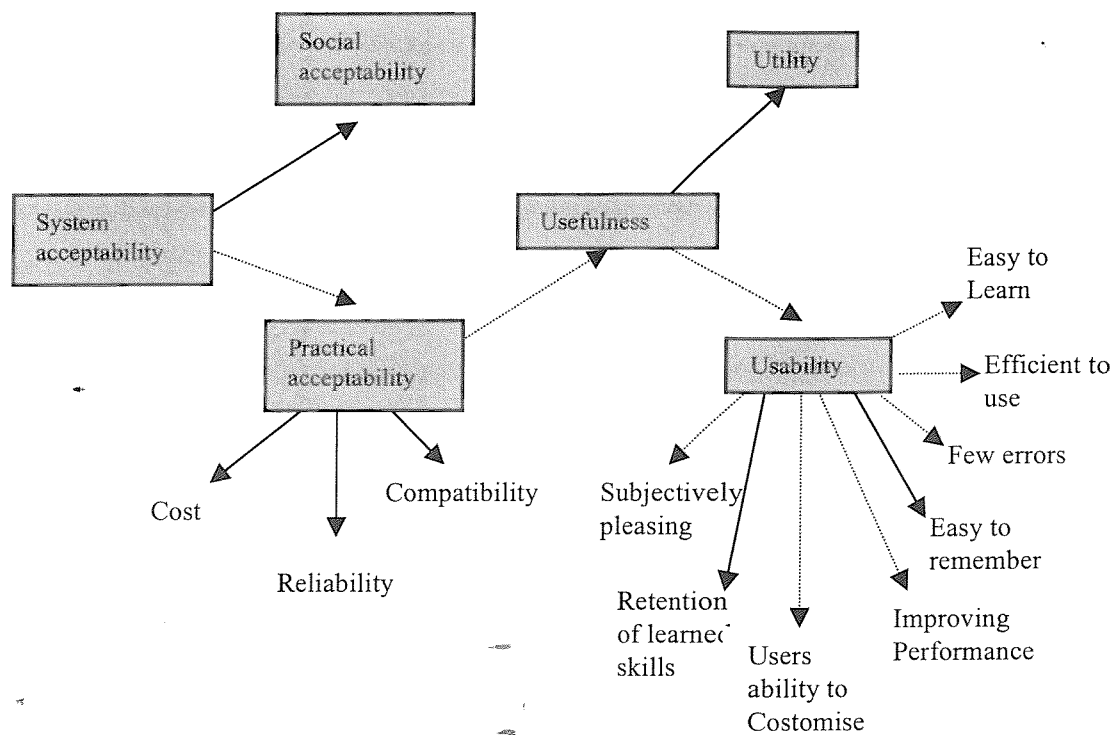 Social
acceptability
Utility
System
acceptability
Usefulness
Easy to
Learn
Practical
acceptability
Usability
Efficient to
use
Few errors
Cost
Compatibility
Subjectively
pleasing
Easy to
remember
Reliability
Retention
of learned
skills
Improving
Performance
Users
ability to
Costomise